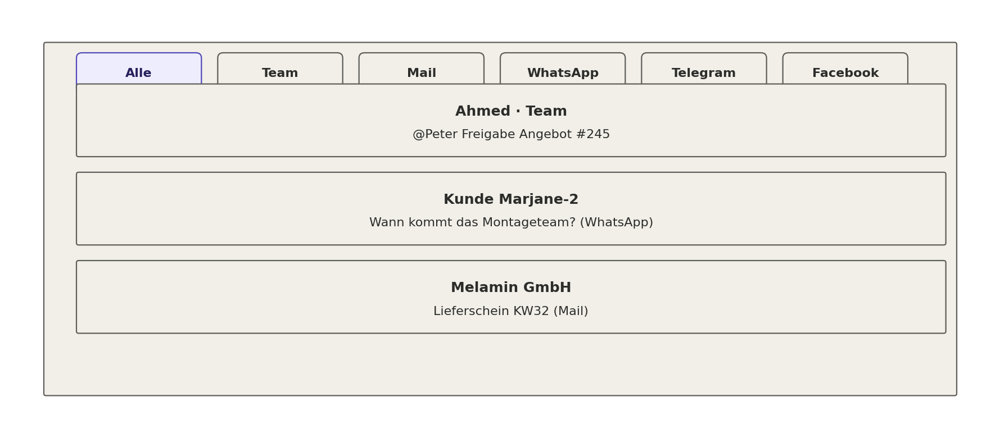 Alle Team Mail WhatsApp Telegram Facebook
Ahmed · Team
@Peter Freigabe Angebot #245
Kunde Marjane-2
Wann kommt das Montageteam? (WhatsApp)
Melamin GmbH
Lieferschein KW32 (Mail)